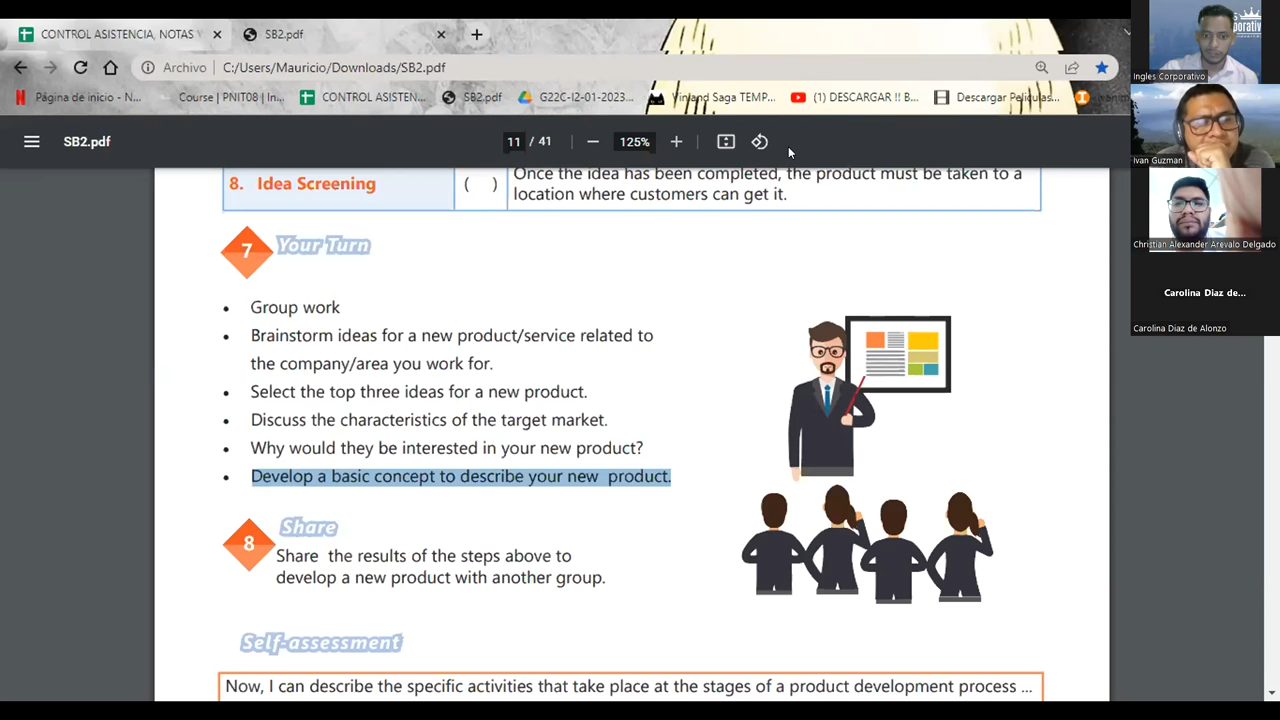 CONTROL ASISTENCIA, NOTAS
SB2.pdf
Archivo
C:/Users/Mauricio/Downloads/SB2.pdf
Página de inicio - N...
Course | PNIT08 | In...
CONTROL ASISTEN...
SB2.pdf
G22C-I2-01-2023...
Vinland Saga TEMP...
(1) DESCARGAR !! B...
Descargar Peliculas...
SB2.pdf
11 / 41
125%
8. Idea Screening
( )
Once the idea has been completed, the product must be taken to a
location where customers can get it.
7
Your Turn
• Group work
• Brainstorm ideas for a new product/service related to
the company/area you work for.
• Select the top three ideas for a new product.
• Discuss the characteristics of the target market.
• Why would they be interested in your new product?
• Develop a basic concept to describe your new product.
8
Share
Share the results of the steps above to
develop a new product with another group.
Self-assessment
Now, I can describe the specific activities that take place at the stages of a product development process ...
Ingles Corporativo
Ivan Guzman
Christian Alexander Arevalo Delgado
Carolina Diaz de...
Carolina Diaz de Alonzo